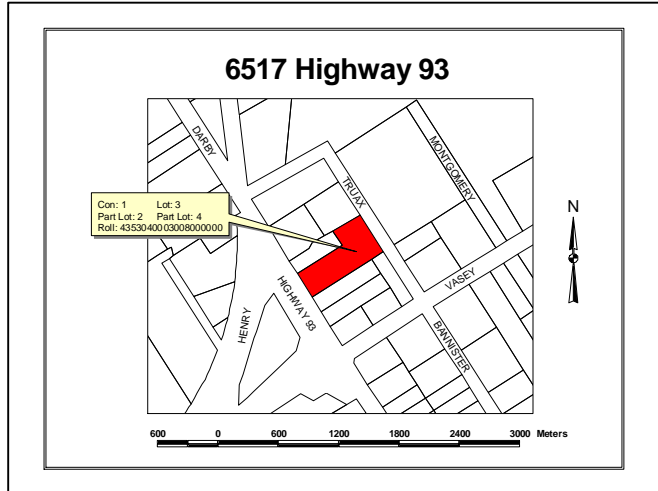 6517 Highway 93
DARBY
MONTGOMERY
TRUAX
Con: 1 Lot: 3
Part Lot: 2 Part Lot: 4
Roll: 4353040003008000000
N
VASEY
HIGHWAY 93
HENRY
BANNISTER
600 0 600 1200 1800 2400 3000 Meters